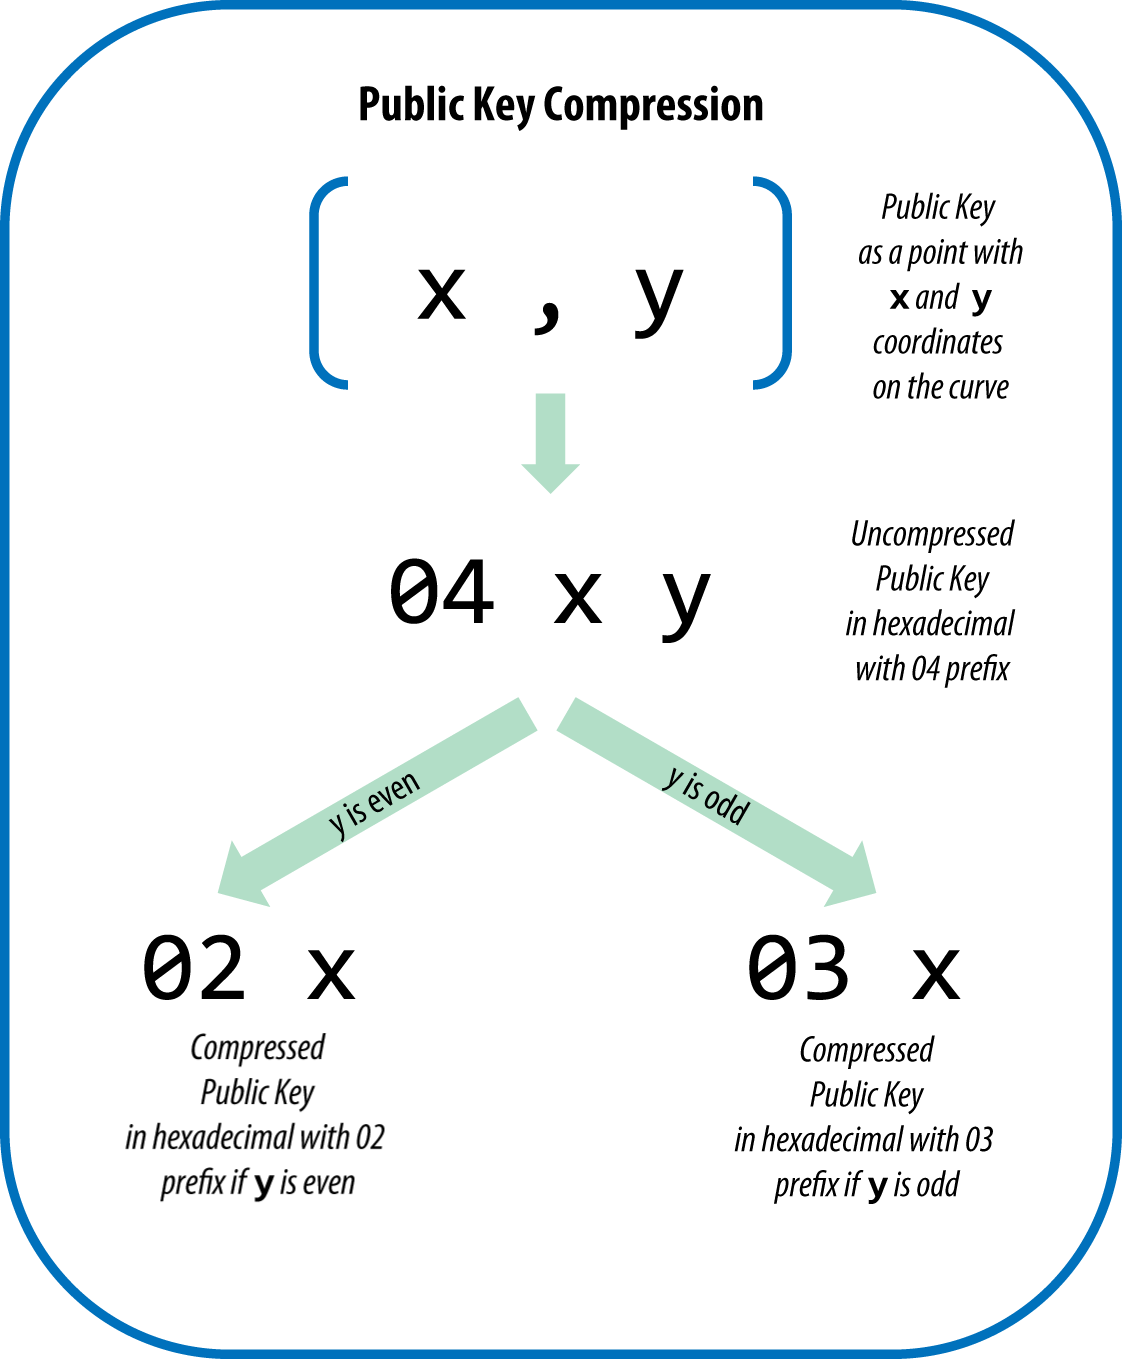 Public Key Compression
x , y
Public Key
as a point with
x and y
coordinates
on the curve
04 x y
Uncompressed
Public Key
in hexadecimal
with 04 prefix
y is even
y is odd
02 x
Compressed
Public Key
in hexadecimal with 02
prefix if y is even
03 x
Compressed
Public Key
in hexadecimal with 03
prefix if y is odd